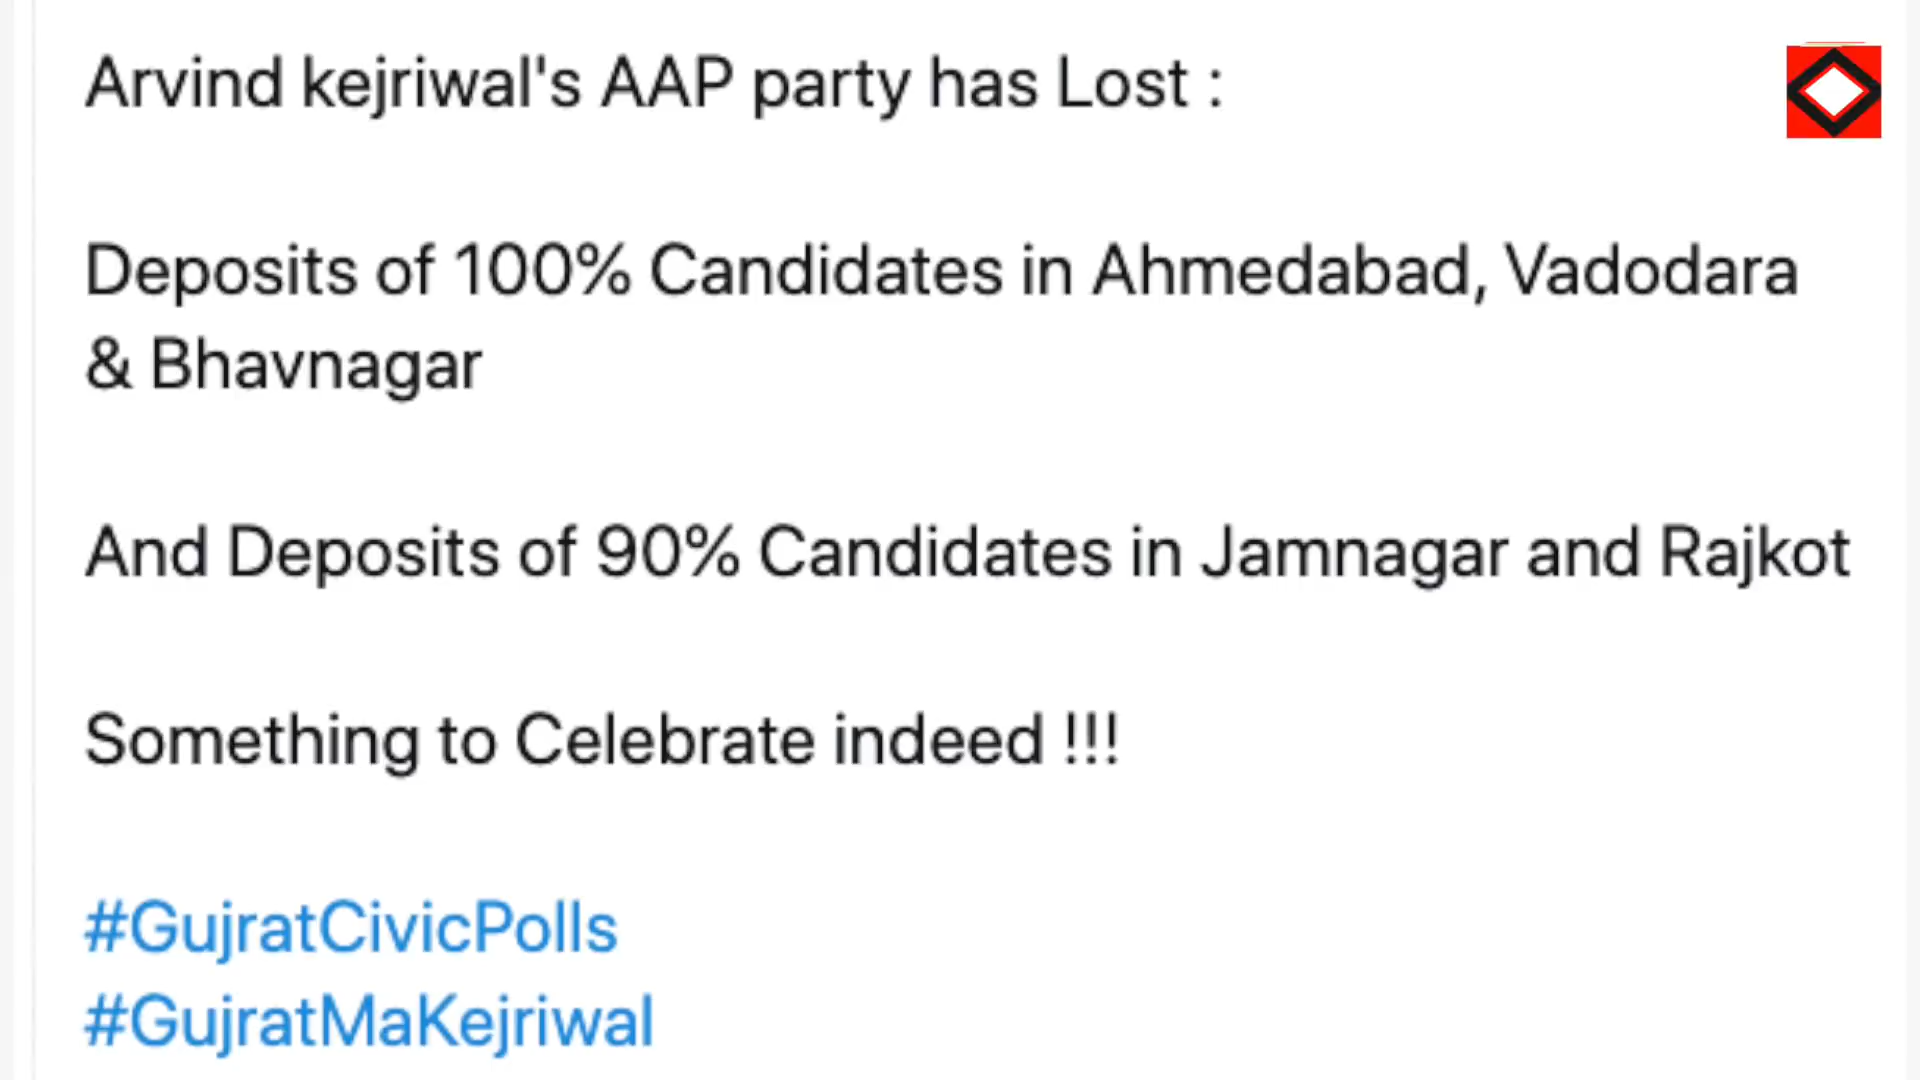 Arvind kejriwal's AAP party has Lost :
Deposits of 100% Candidates in Ahmedabad, Vadodara
& Bhavnagar
And Deposits of 90% Candidates in Jamnagar and Rajkot
Something to Celebrate indeed !!!
#GujratCivicPolls
#GujratMaKejriwal